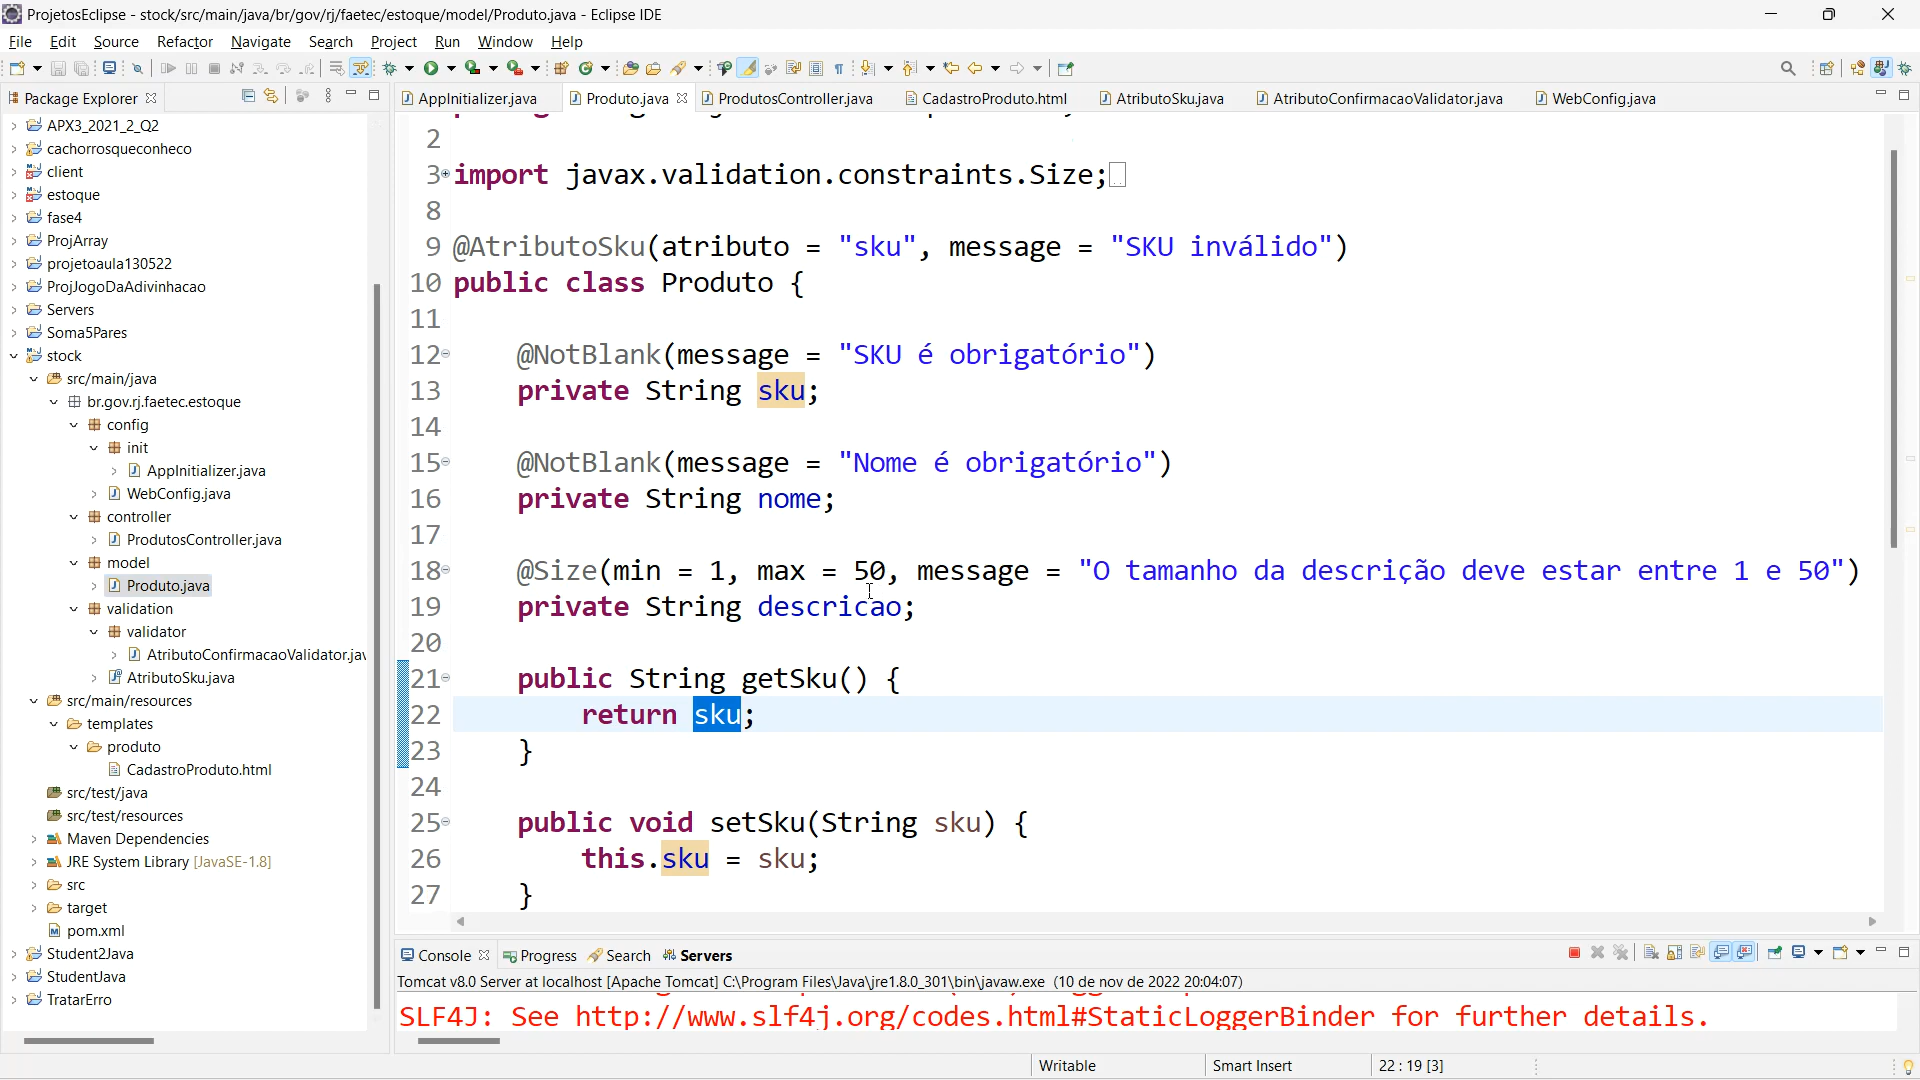 ProjetosEclipse - stock/src/main/java/br/gov/rj/faetec/estoque/model/Produto.java - Eclipse IDE
File Edit Source Refactor Navigate Search Project Run Window Help
Package Explorer
APX3_2021_2_Q2
cachorrosqueconheco
client
estoque
fase4
ProjArray
projetoaula130522
ProjJogoDaAdivinhacao
Servers
Soma5Pares
stock
src/main/java
br.gov.rj.faetec.estoque
config
init
AppInitializer.java
WebConfig.java
controller
ProdutosController.java
model
Produto.java
validation
validator
AtributoConfirmacaoValidator.jav
AtributoSku.java
src/main/resources
templates
produto
CadastroProduto.html
src/test/java
src/test/resources
Maven Dependencies
JRE System Library [JavaSE-1.8]
src
target
pom.xml
Student2Java
StudentJava
TratarErro
AppInitializer.java Produto.java ProdutosController.java CadastroProduto.html AtributoSku.java AtributoConfirmacaoValidator.java WebConfig.java
2
3 import javax.validation.constraints.Size;
8
9 @AtributoSku(atributo = "sku", message = "SKU inválido")
10 public class Produto {
11
12 @NotBlank(message = "SKU é obrigatório")
13 private String sku;
14
15 @NotBlank(message = "Nome é obrigatório")
16 private String nome;
17
18 @Size(min = 1, max = 50, message = "O tamanho da descrição deve estar entre 1 e 50")
19 private String descricao;
20
21 public String getSku() {
22 return sku;
23 }
24
25 public void setSku(String sku) {
26 this.sku = sku;
27 }
Console Progress Search Servers
Tomcat v8.0 Server at localhost [Apache Tomcat] C:\Program Files\Java\jre1.8.0_301\bin\javaw.exe (10 de nov de 2022 20:04:07)
SLF4J: See http://www.slf4j.org/codes.html#StaticLoggerBinder for further details.
Writable Smart Insert 22 : 19 [3]